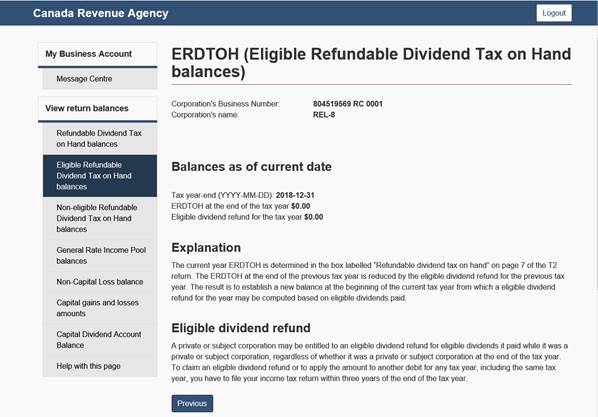 Canada Revenue Agency
Logout
My Business Account
Message Centre
View return balances
Refundable Dividend Tax
on Hand balances
Eligible Refundable
Dividend Tax on Hand
balances
Non-eligible Refundable
Dividend Tax on Hand
balances
General Rate Income Pool
balances
Non-Capital Loss balance
Capital gains and losses
amounts
Capital Dividend Account
Balance
Help with this page
ERDTOH (Eligible Refundable Dividend Tax on Hand
balances)
Corporation's Business Number: 804519569 RC 0001
Corporation's name: REL-8
Balances as of current date
Tax year-end (YYYY-MM-DD): 2018-12-31
ERDTOH at the end of the tax year $0.00
Eligible dividend refund for the tax year $0.00
Explanation
The current year ERDTOH is determined in the box labelled "Refundable dividend tax on hand" on page 7 of the T2
return. The ERDTOH at the end of the previous tax year is reduced by the eligible dividend refund for the previous tax
year. The result is to establish a new balance at the beginning of the current tax year from which a eligible dividend
refund for the year may be computed based on eligible dividends paid.
Eligible dividend refund
A private or subject corporation may be entitled to an eligible dividend refund for eligible dividends it paid while it was a
private or subject corporation, regardless of whether it was a private or subject corporation at the end of the tax year.
To claim an eligible dividend refund or to apply the amount to another debit for any tax year, including the same tax
year, you have to file your income tax return within three years of the end of the tax year.
Previous